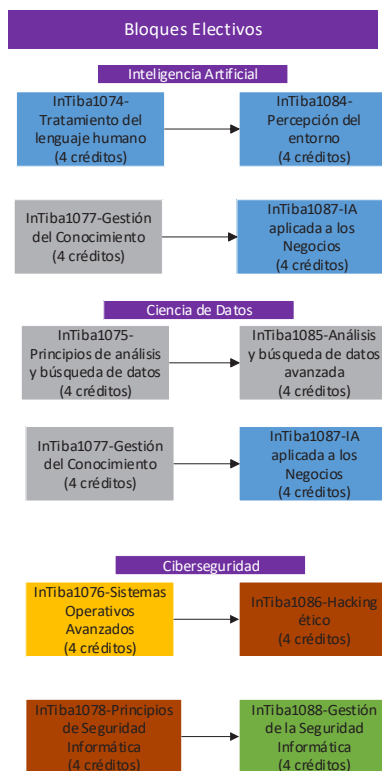 Bloques Electivos
Inteligencia Artificial
InTiba1074-
Tratamiento del
lenguaje humano
(4 créditos)
InTiba1084-
Percepción del
entorno
(4 créditos)
InTiba1077-Gestión
del Conocimiento
(4 créditos)
InTiba1087-IA
aplicada a los
Negocios
(4 créditos)
Ciencia de Datos
InTiba1075-
Principios de análisis
y búsqueda de datos
(4 créditos)
InTiba1085-Análisis
y búsqueda de datos
avanzada
(4 créditos)
InTiba1077-Gestión
del Conocimiento
(4 créditos)
InTiba1087-IA
aplicada a los
Negocios
(4 créditos)
Ciberseguridad
InTiba1076-Sistemas
Operativos
Avanzados
(4 créditos)
InTiba1086-Hacking
ético
(4 créditos)
InTiba1078-Principios
de Seguridad
Informática
(4 créditos)
InTiba1088-Gestión
de la Seguridad
Informática
(4 créditos)